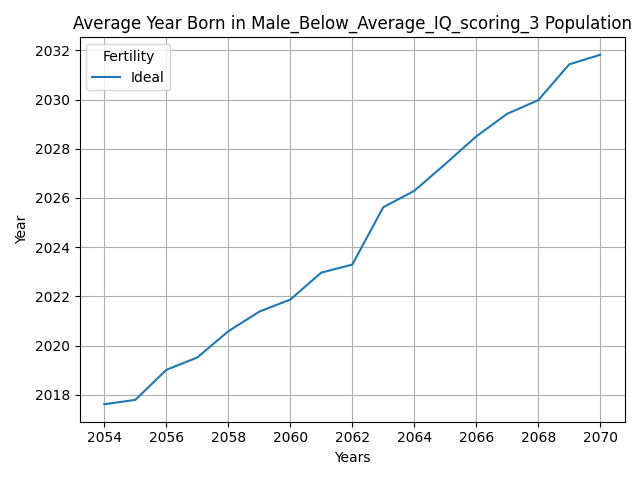 Average Year Born in Male_Below_Average_IQ_scoring_3 Population
2032
2030
2028
2026
2024
2022
2020
2018
Year
Fertility
Ideal
2054 2056 2058 2060 2062 2064 2066 2068 2070
Years